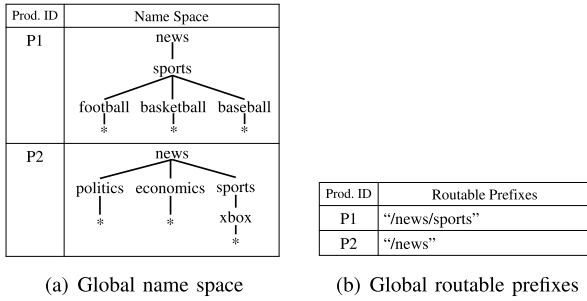 Prod. ID Name Space
P1 news
sports
football basketball baseball
* * *
P2 news
politics economics sports
* * xbox
*
Prod. ID Routable Prefixes
P1 “/news/sports”
P2 “/news”
(a) Global name space
(b) Global routable prefixes